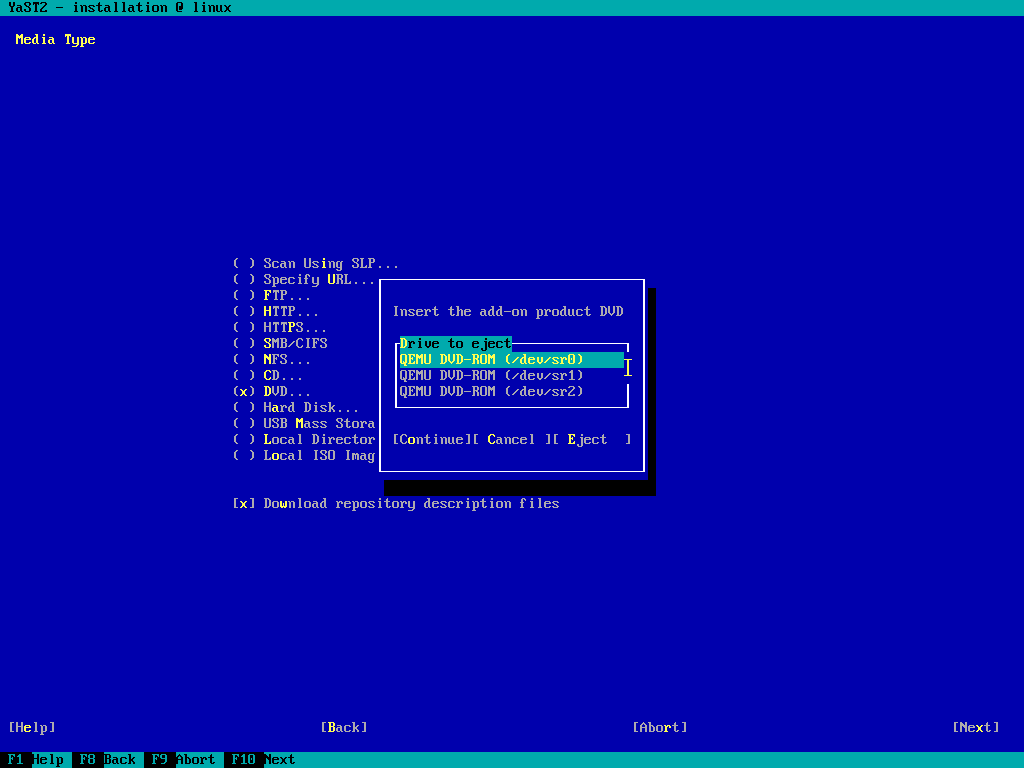 YaST2 - installation @ linux
Media Type
( ) Scan Using SLP...
( ) Specify URL...
( ) FTP...
( ) HTTP...
( ) HTTPS...
( ) SMB/CIFS
( ) NFS...
( ) CD...
(x) DVD...
( ) Hard Disk...
( ) USB Mass Stora
( ) Local Director
( ) Local ISO Imag
Insert the add-on product DVD
Drive to eject
QEMU DVD-ROM (/dev/sr0)
QEMU DVD-ROM (/dev/sr1)
QEMU DVD-ROM (/dev/sr2)
[Continue][ Cancel ][ Eject  ]
[x] Download repository description files
[Help] [Back] [Abort] [Next]
F1 Help F8 Back F9 Abort F10 Next